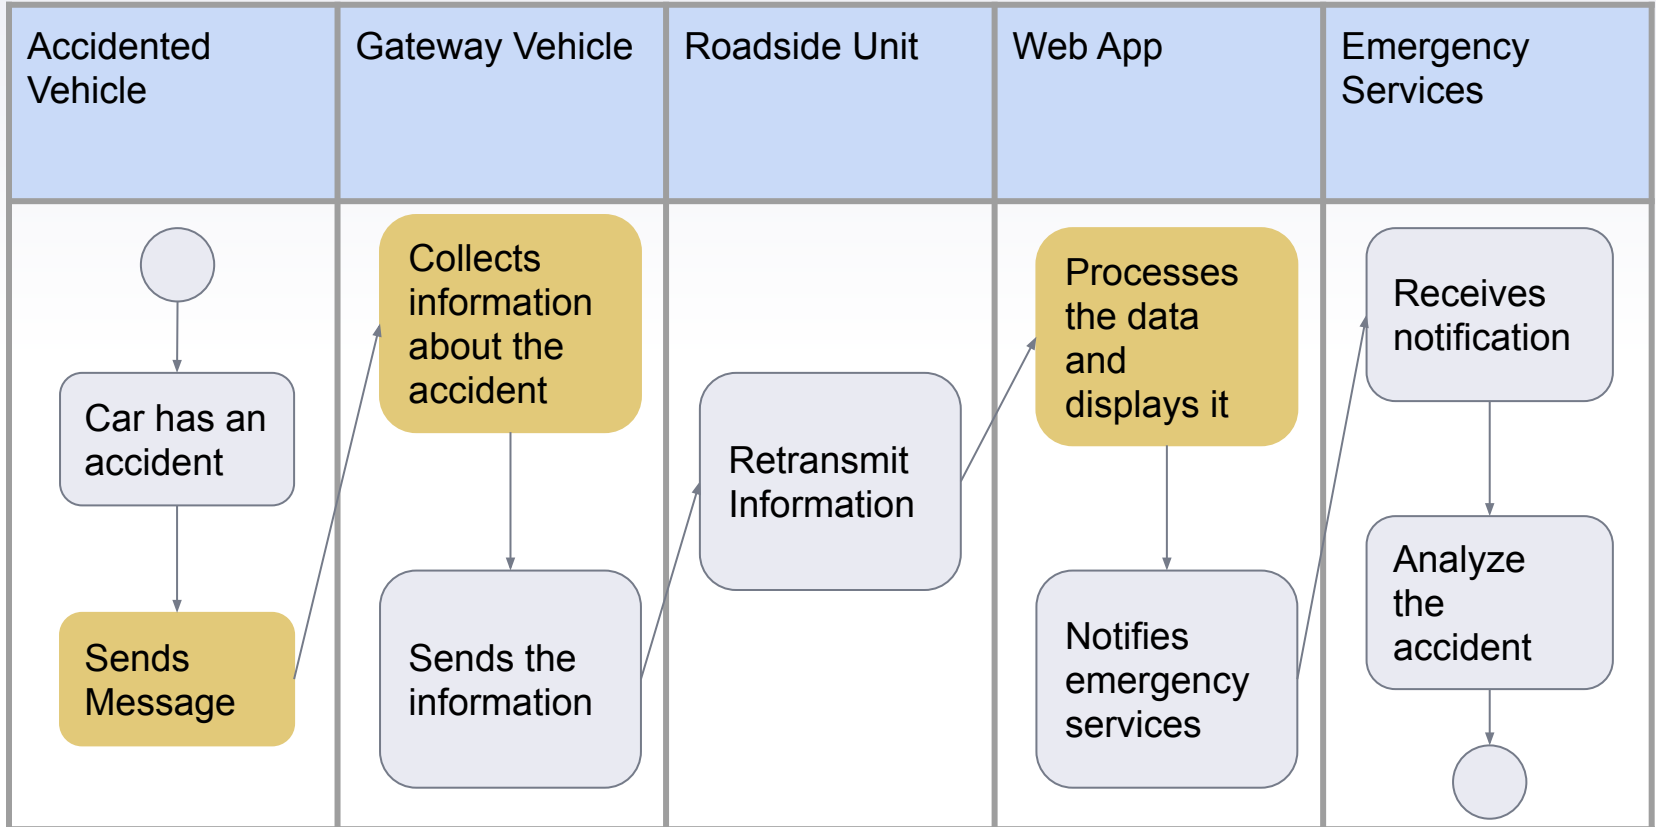 Accidented
Vehicle
Gateway Vehicle
Roadside Unit
Web App
Emergency
Services
Car has an
accident
Sends
Message
Collects
information
about the
accident
Sends the
information
Retransmit
Information
Processes
the data
and
displays it
Notifies
emergency
services
Receives
notification
Analyze
the
accident